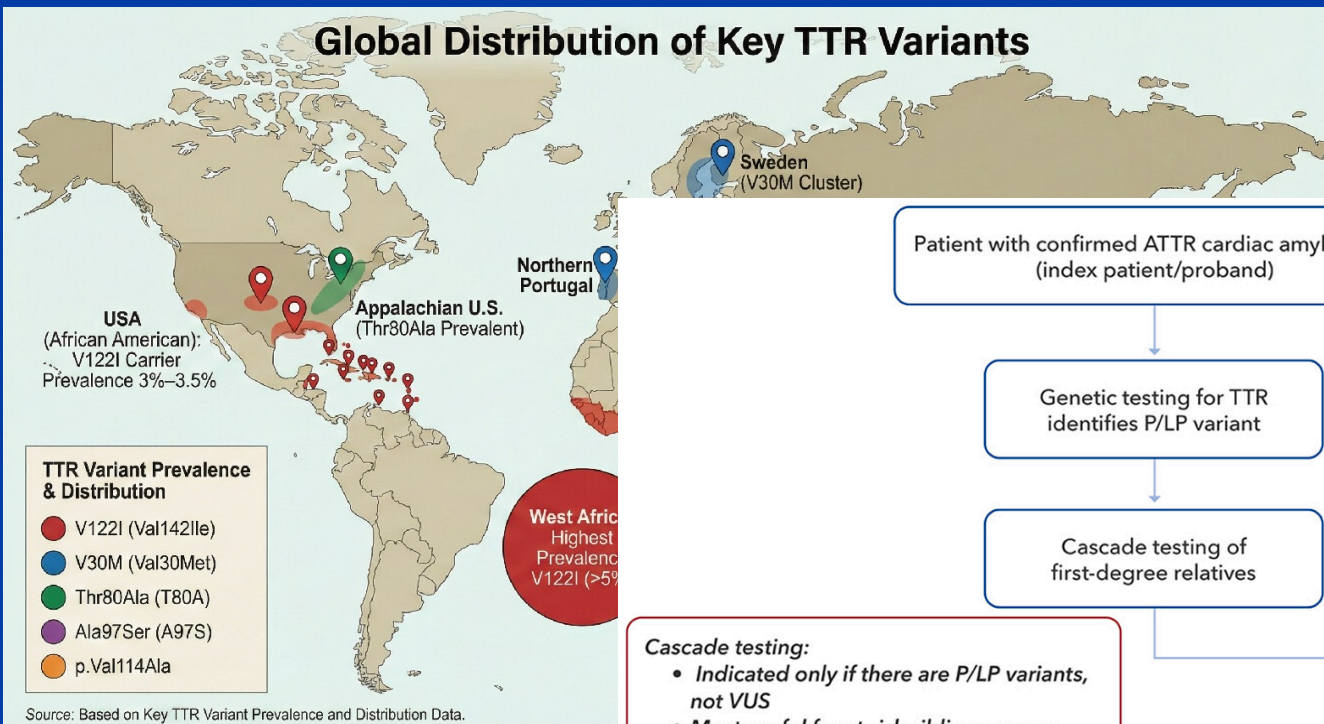 Global Distribution of Key TTR Variants
Sweden
(V30M Cluster)
Northern
Portugal
Appalachian U.S.
(Thr80Ala Prevalent)
USA
(African American):
V122I Carrier
Prevalence 3%–3.5%
TTR Variant Prevalence
& Distribution
V122I (Val142Ile)
V30M (Val30Met)
Thr80Ala (T80A)
Ala97Ser (A97S)
p.Val114Ala
West
Highest
V122I
Source: Based on Key TTR Variant Prevalence and Distribution Data.
Patient with confirmed ATTR cardiac
(index patient/proband)
Genetic testing for TTR
identifies P/LP variant
Cascade testing of
first-degree relatives
Cascade testing:
• Indicated only if there are P/LP variants,
not VUS